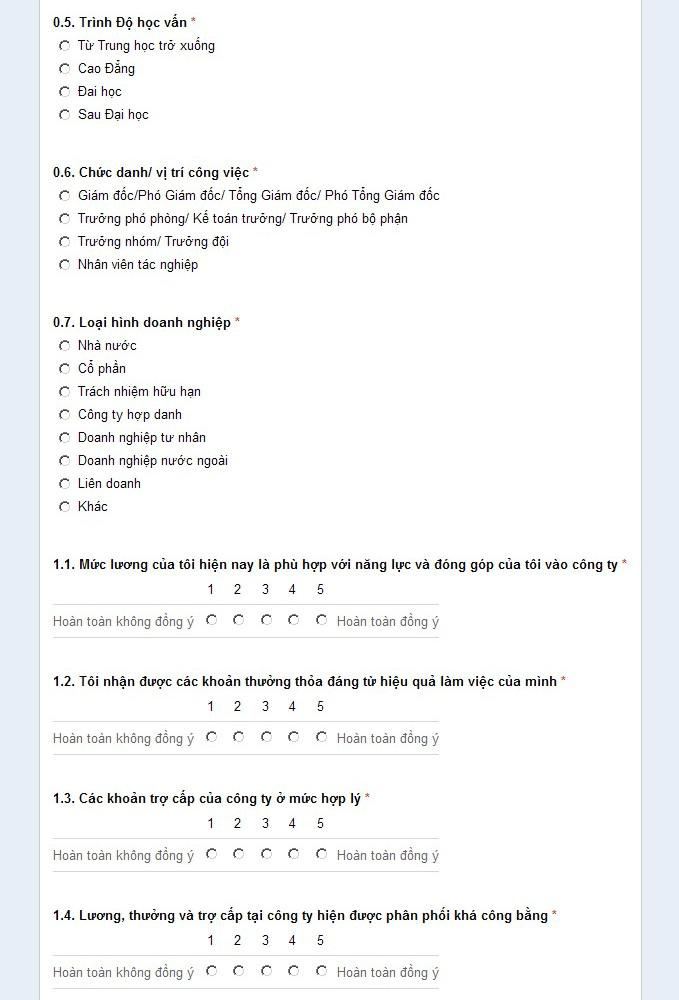 0.5. Trình Độ học vấn *
Từ Trung học trở xuống
Cao Đẳng
Đai học
Sau Đại học
0.6. Chức danh/ vị trí công việc *
Giám đốc/Phó Giám đốc/ Tổng Giám đốc/ Phó Tổng Giám đốc
Trưởng phó phòng/ Kế toán trưởng/ Trưởng phó bộ phận
Trưởng nhóm/ Trưởng đội
Nhân viên tác nghiệp
0.7. Loại hình doanh nghiệp *
Nhà nước
Cổ phần
Trách nhiệm hữu hạn
Công ty hợp danh
Doanh nghiệp tư nhân
Doanh nghiệp nước ngoài
Liên doanh
Khác
1.1. Mức lương của tôi hiện nay là phù hợp với năng lực và đóng góp của tôi vào công ty *
1 2 3 4 5
Hoàn toàn không đồng ý Hoàn toàn đồng ý
1.2. Tôi nhận được các khoản thưởng thỏa đáng từ hiệu quả làm việc của mình *
1 2 3 4 5
Hoàn toàn không đồng ý Hoàn toàn đồng ý
1.3. Các khoản trợ cấp của công ty ở mức hợp lý *
1 2 3 4 5
Hoàn toàn không đồng ý Hoàn toàn đồng ý
1.4. Lương, thưởng và trợ cấp tại công ty hiện được phân phối khá công bằng *
1 2 3 4 5
Hoàn toàn không đồng ý Hoàn toàn đồng ý